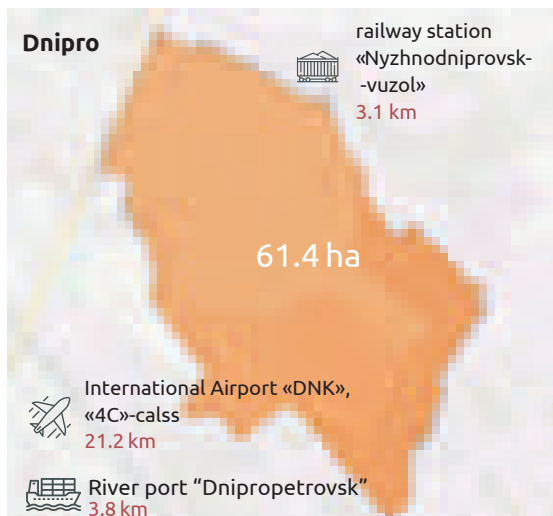 Dnipro
railway station
«Nyzhnodniprovsk-
-vuzol»
3.1 km
61.4 ha
International Airport «DNK»,
«4C»-calss
21.2 km
River port “Dnipropetrovsk”
3.8 km